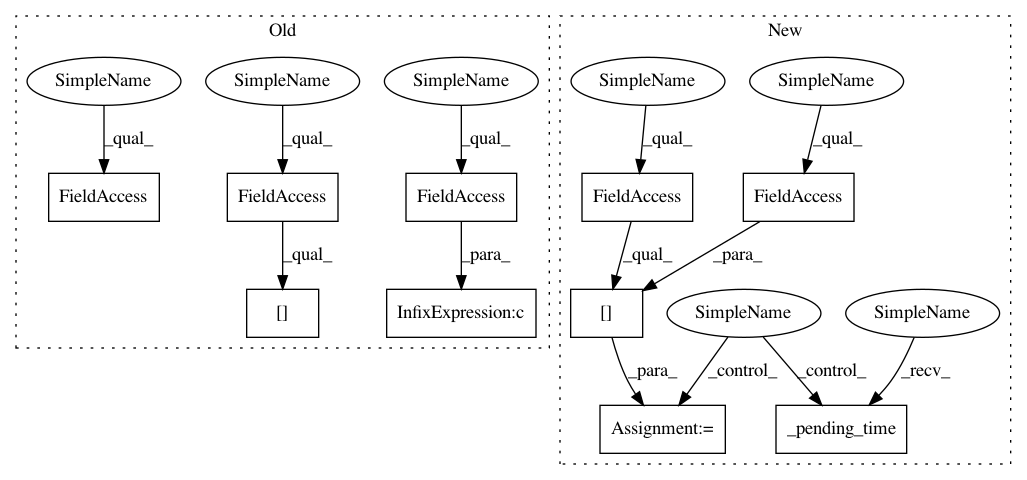 Old
New
SimpleName
SimpleName
SimpleName
SimpleName
SimpleName
_qual_
_qual_
_qual_
_qual_
_qual_
FieldAccess
FieldAccess
FieldAccess
FieldAccess
FieldAccess
_qual_
_para_
_qual_
_para_
[]
InfixExpression:c
[]
SimpleName
SimpleName
_para_
_control_
_control_
_recv_
Assignment:=
_pending_time